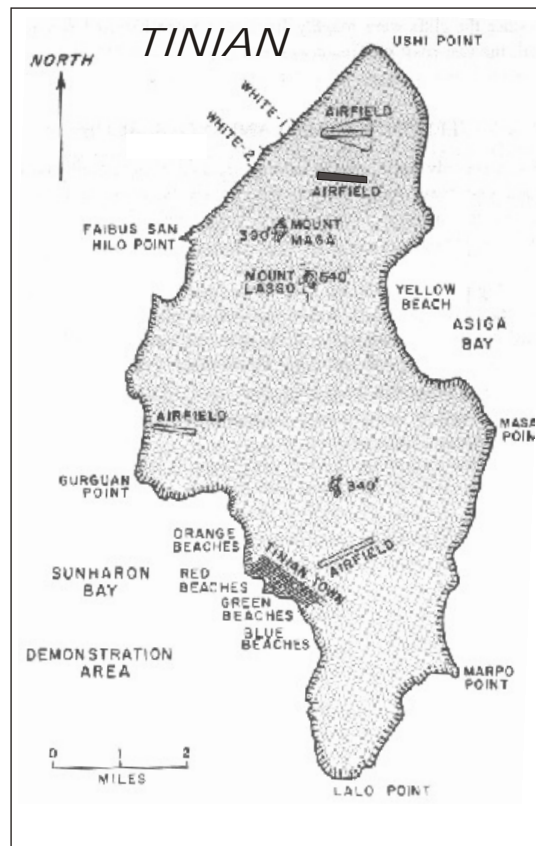 TINIAN
USHI POINT
NORTH
WHITE-1
WHITE-2
AIRFIELD
AIRFIELD
FAIBUS SAN
HILO POINT
390'
MOUNT
MAGA
MOUNT
LASSO
540'
YELLOW
BEACH
ASIGA
BAY
AIRFIELD
MASA
GURGUAN
POINT
340'
ORANGE
BEACHES
TINIAN TOWN
AIRFIELD
SUNHARON
BAY
RED
BEACHES
GREEN
BEACHES
BLUE
BEACHES
DEMONSTRATION
AREA
MARPO
POINT
0 1 2
MILES
LALO POINT